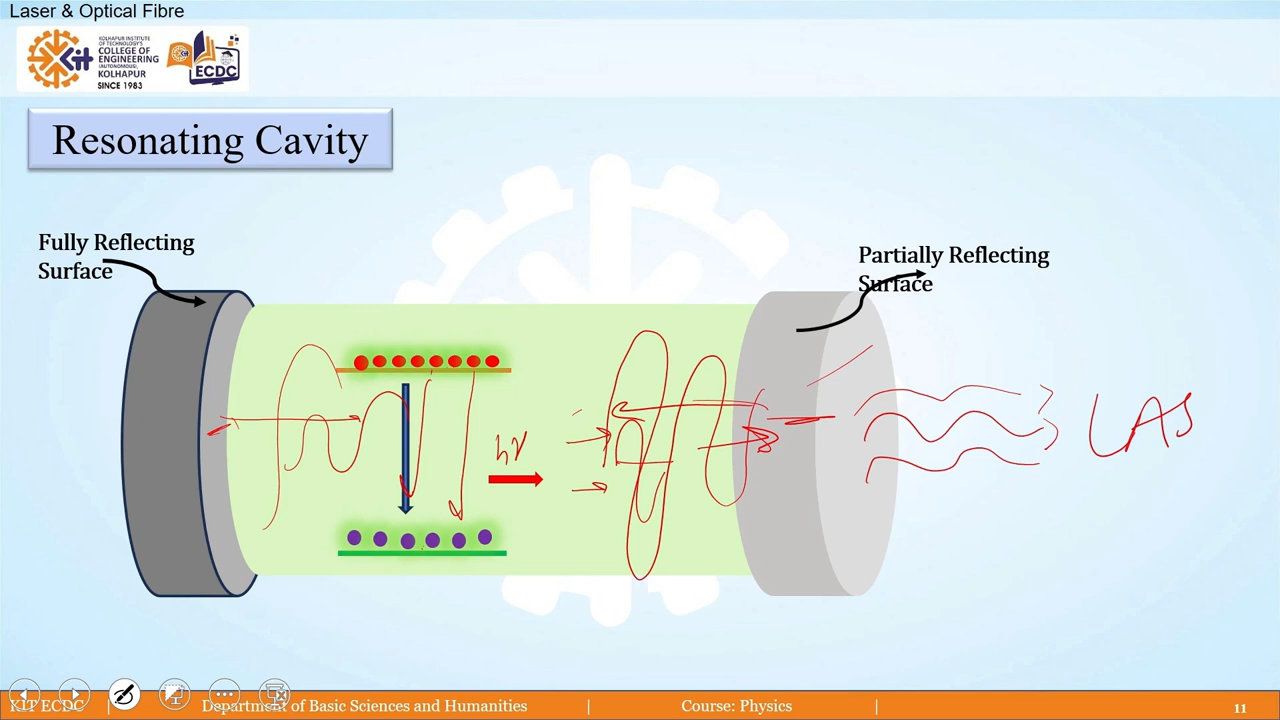 Laser & Optical Fibre
KOLHAPUR INSTITUTE
OF TECHNOLOGY'S
COLLEGE OF
ENGINEERING
(AUTONOMOUS),
KOLHAPUR
SINCE 1983
KIT
ECDC
Resonating Cavity
Fully Reflecting
Surface
Partially Reflecting
Surface
hν
LAS
KIT ECDC | Department of Basic Sciences and Humanities | Course: Physics | 11